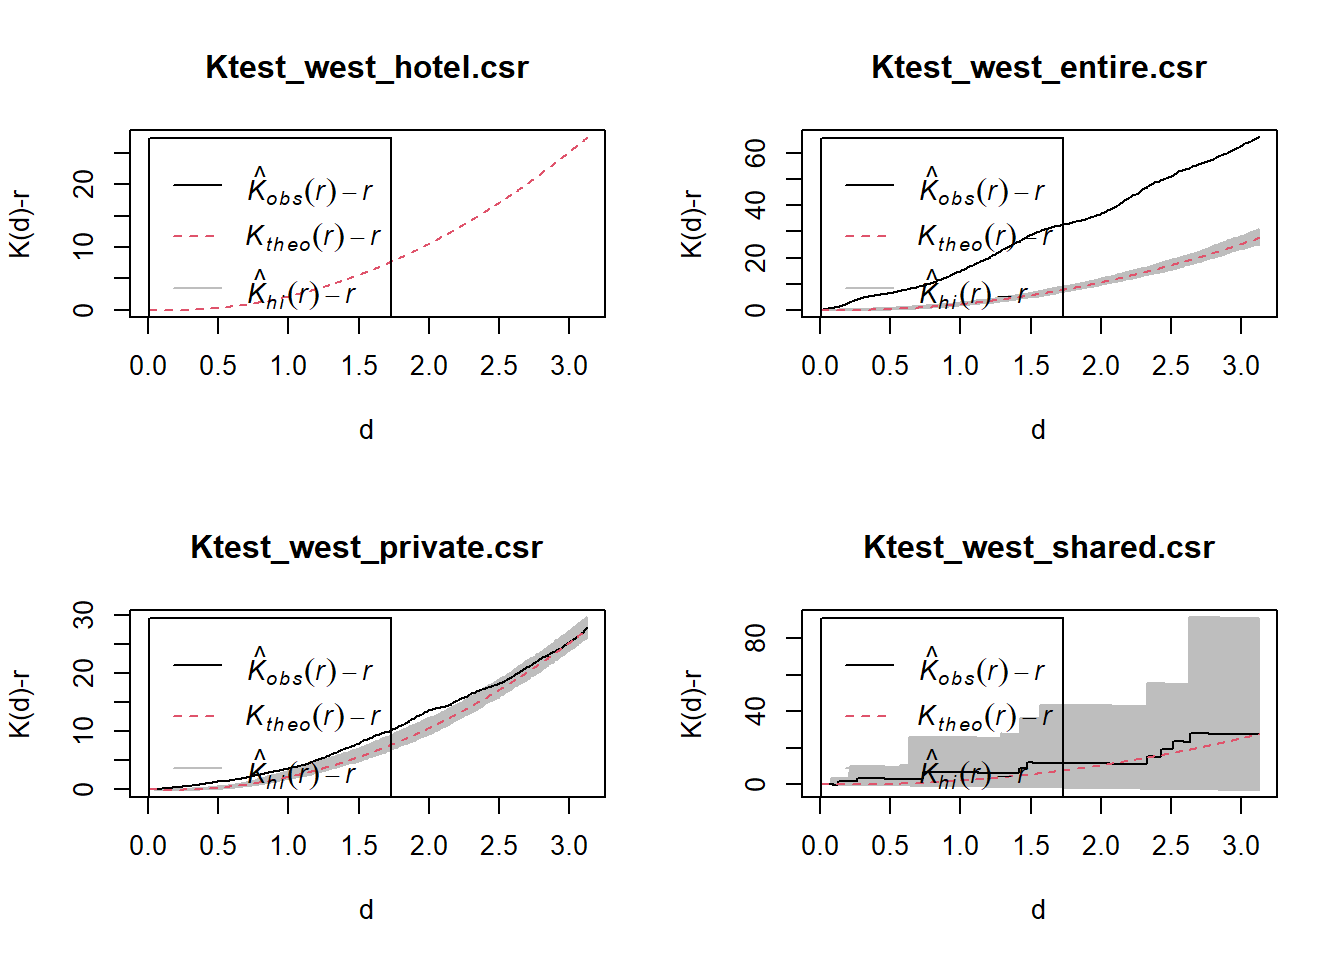 Ktest_west_hotel.csr
K(d)-r
0 10 20
K̂obs(r) − r
Ktheo(r) − r
K̂hi(r) − r
0.0 0.5 1.0 1.5 2.0 2.5 3.0
d
Ktest_west_entire.csr
K(d)-r
0 20 40 60
K̂obs(r) − r
Ktheo(r) − r
K̂hi(r) − r
0.0 0.5 1.0 1.5 2.0 2.5 3.0
d
Ktest_west_private.csr
K(d)-r
0 10 20 30
K̂obs(r) − r
Ktheo(r) − r
K̂hi(r) − r
0.0 0.5 1.0 1.5 2.0 2.5 3.0
d
Ktest_west_shared.csr
K(d)-r
0 40 80
K̂obs(r) − r
Ktheo(r) − r
K̂hi(r) − r
0.0 0.5 1.0 1.5 2.0 2.5 3.0
d